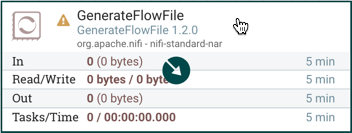 GenerateFlowFile
GenerateFlowFile 1.2.0
org.apache.nifi - nifi-standard-nar
In 0 (0 bytes) 5 min
Read/Write 0 bytes / 0 bytes 5 min
Out 0 (0 bytes) 5 min
Tasks/Time 0 / 00:00:00.000 5 min